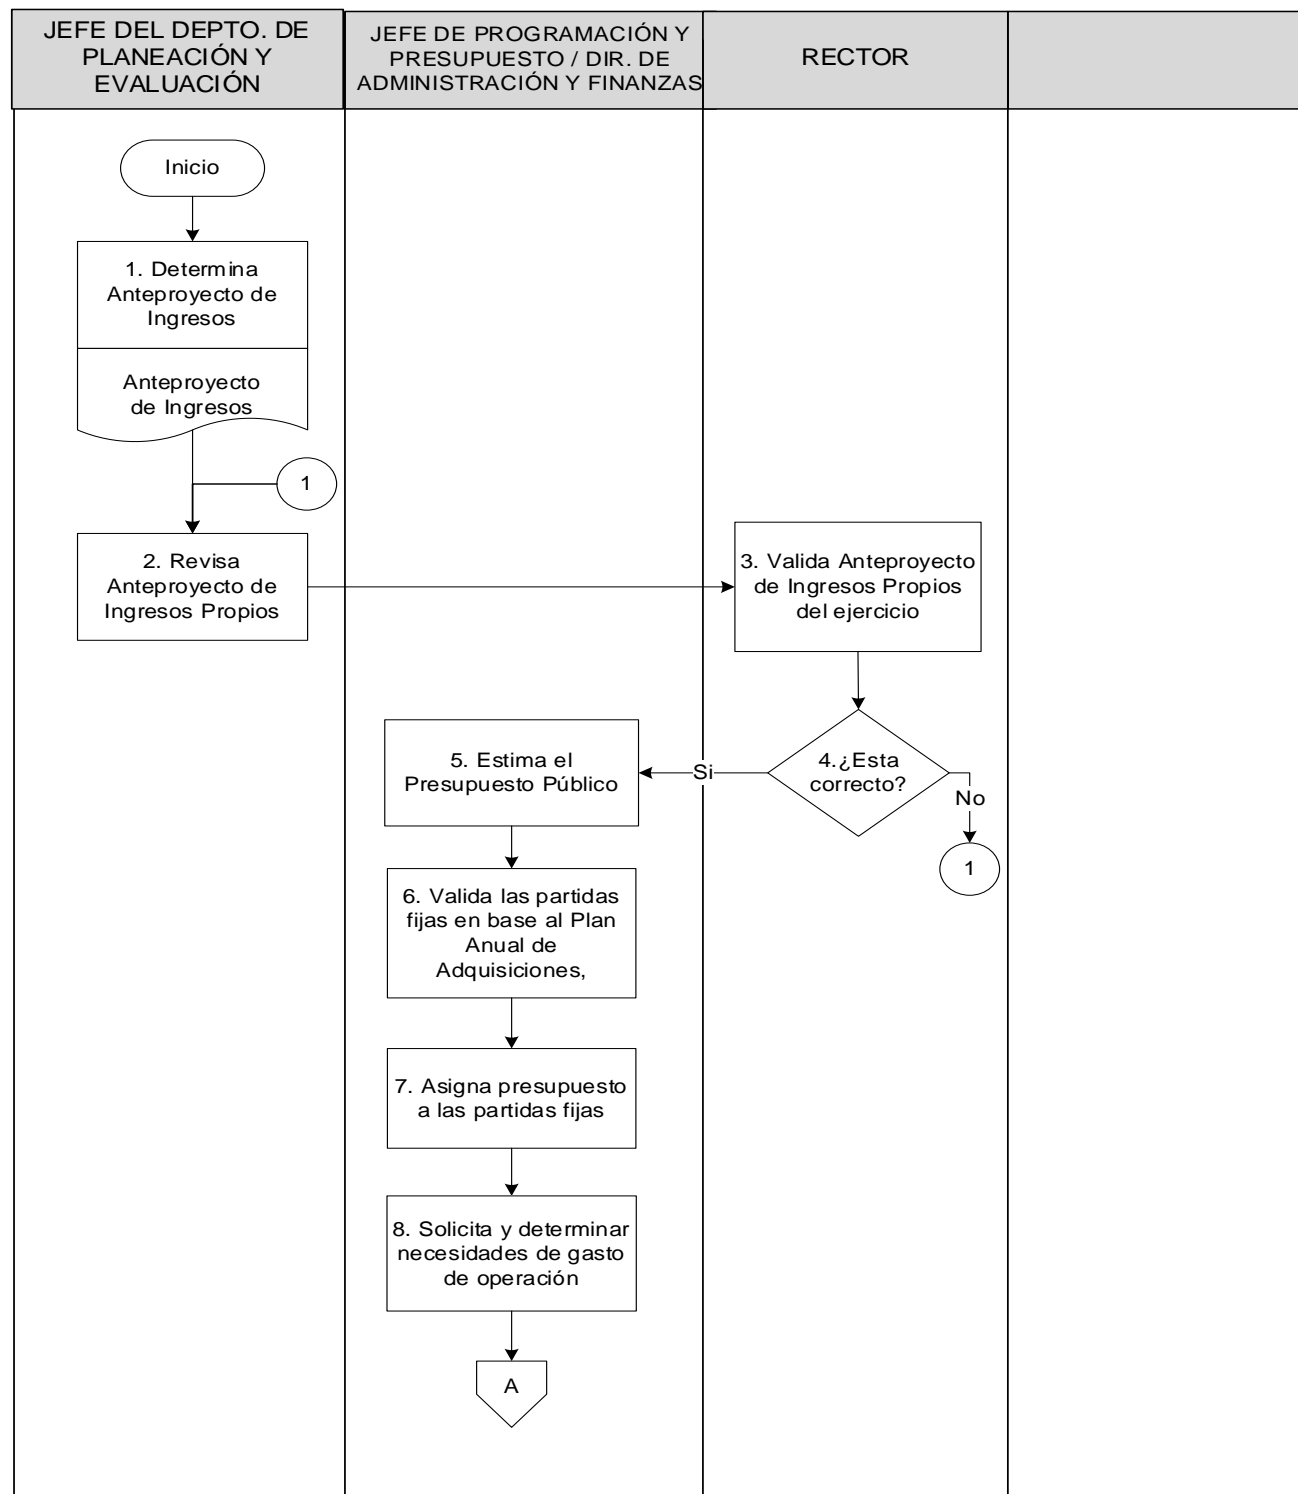 JEFE DEL DEPTO. DE
PLANEACIÓN Y
EVALUACIÓN
JEFE DE PROGRAMACIÓN Y
PRESUPUESTO / DIR. DE
ADMINISTRACIÓN Y FINANZAS
RECTOR
Inicio
1. Determina
Anteproyecto de
Ingresos
Anteproyecto
de Ingresos
1
2. Revisa
Anteproyecto de
Ingresos Propios
3. Valida Anteproyecto
de Ingresos Propios
del ejercicio
4.¿Esta
correcto?
Si
No
1
5. Estima el
Presupuesto Público
6. Valida las partidas
fijas en base al Plan
Anual de
Adquisiciones,
7. Asigna presupuesto
a las partidas fijas
8. Solicita y determinar
necesidades de gasto
de operación
A